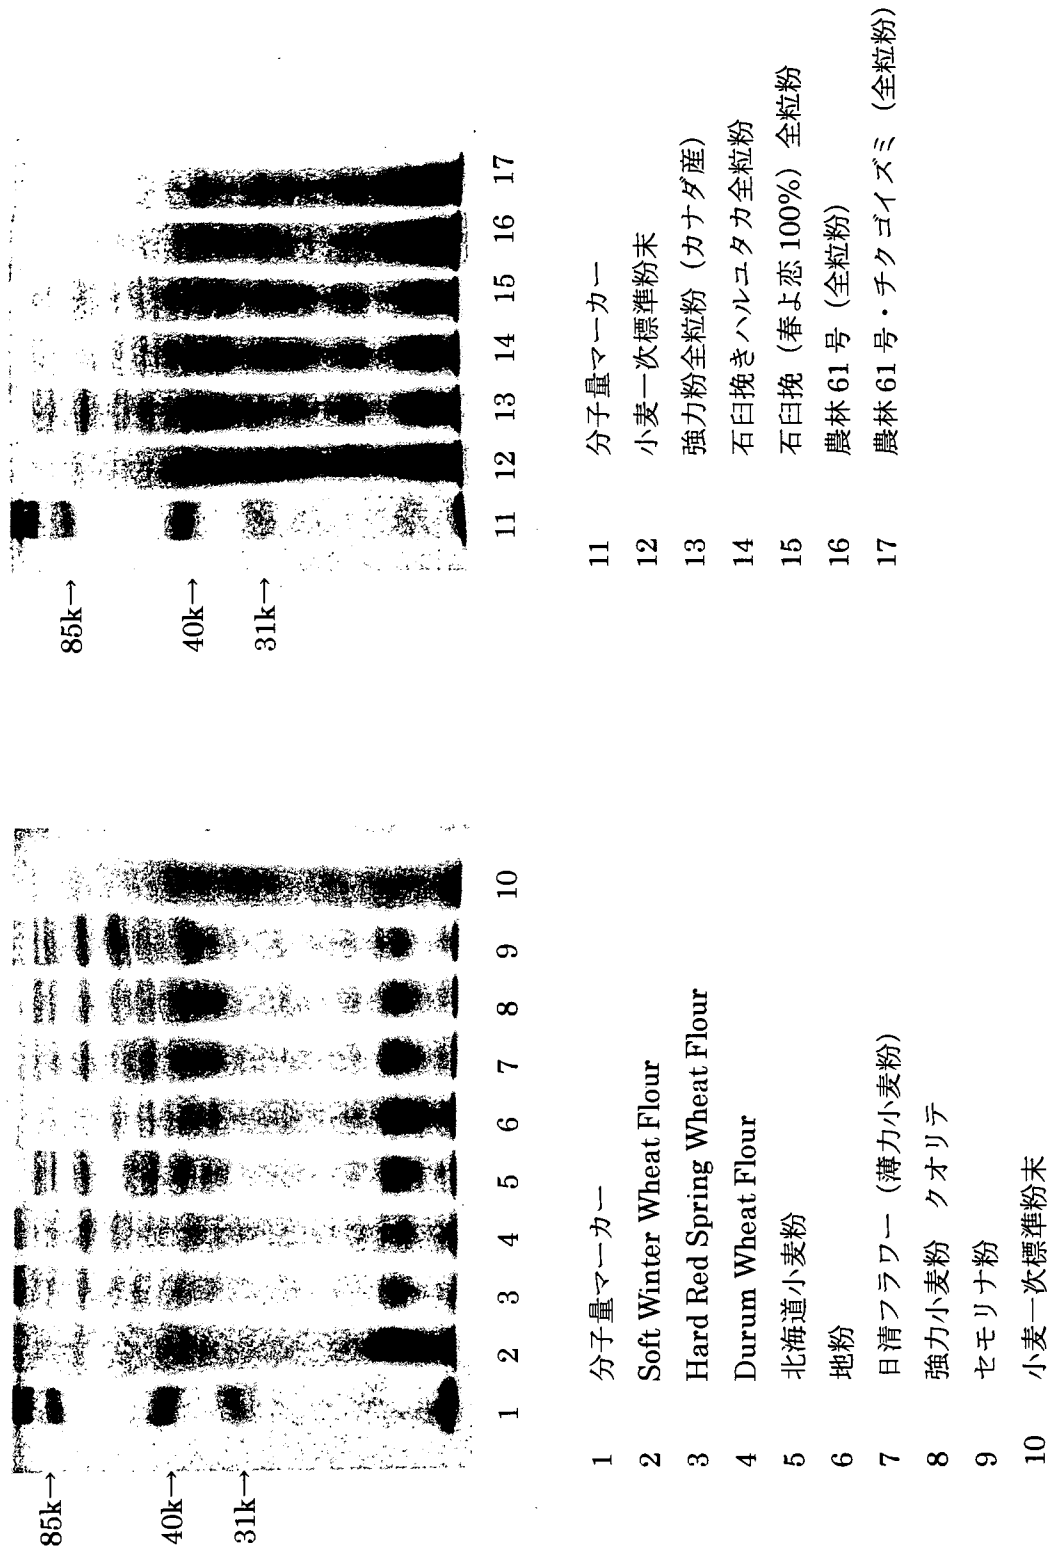 85k→
40k→
31k→
1 2 3 4 5 6 7 8 9 10
1 分子量マーカー
2 Soft Winter Wheat Flour
3 Hard Red Spring Wheat Flour
4 Durum Wheat Flour
5 北海道小麦粉
6 地粉
7 日清フラワー（薄力小麦粉）
8 強力小麦粉 クオリテ
9 セモリナ粉
10 小麦一次標準粉末
85k→
40k→
31k→
11 12 13 14 15 16 17
11 分子量マーカー
12 小麦一次標準粉末
13 強力粉全粒粉（カナダ産）
14 石臼挽きハルユタカ全粒粉
15 石臼挽（春よ恋 100%）全粒粉
16 農林 61 号（全粒粉）
17 農林 61 号・チクゴイズミ（全粒粉）